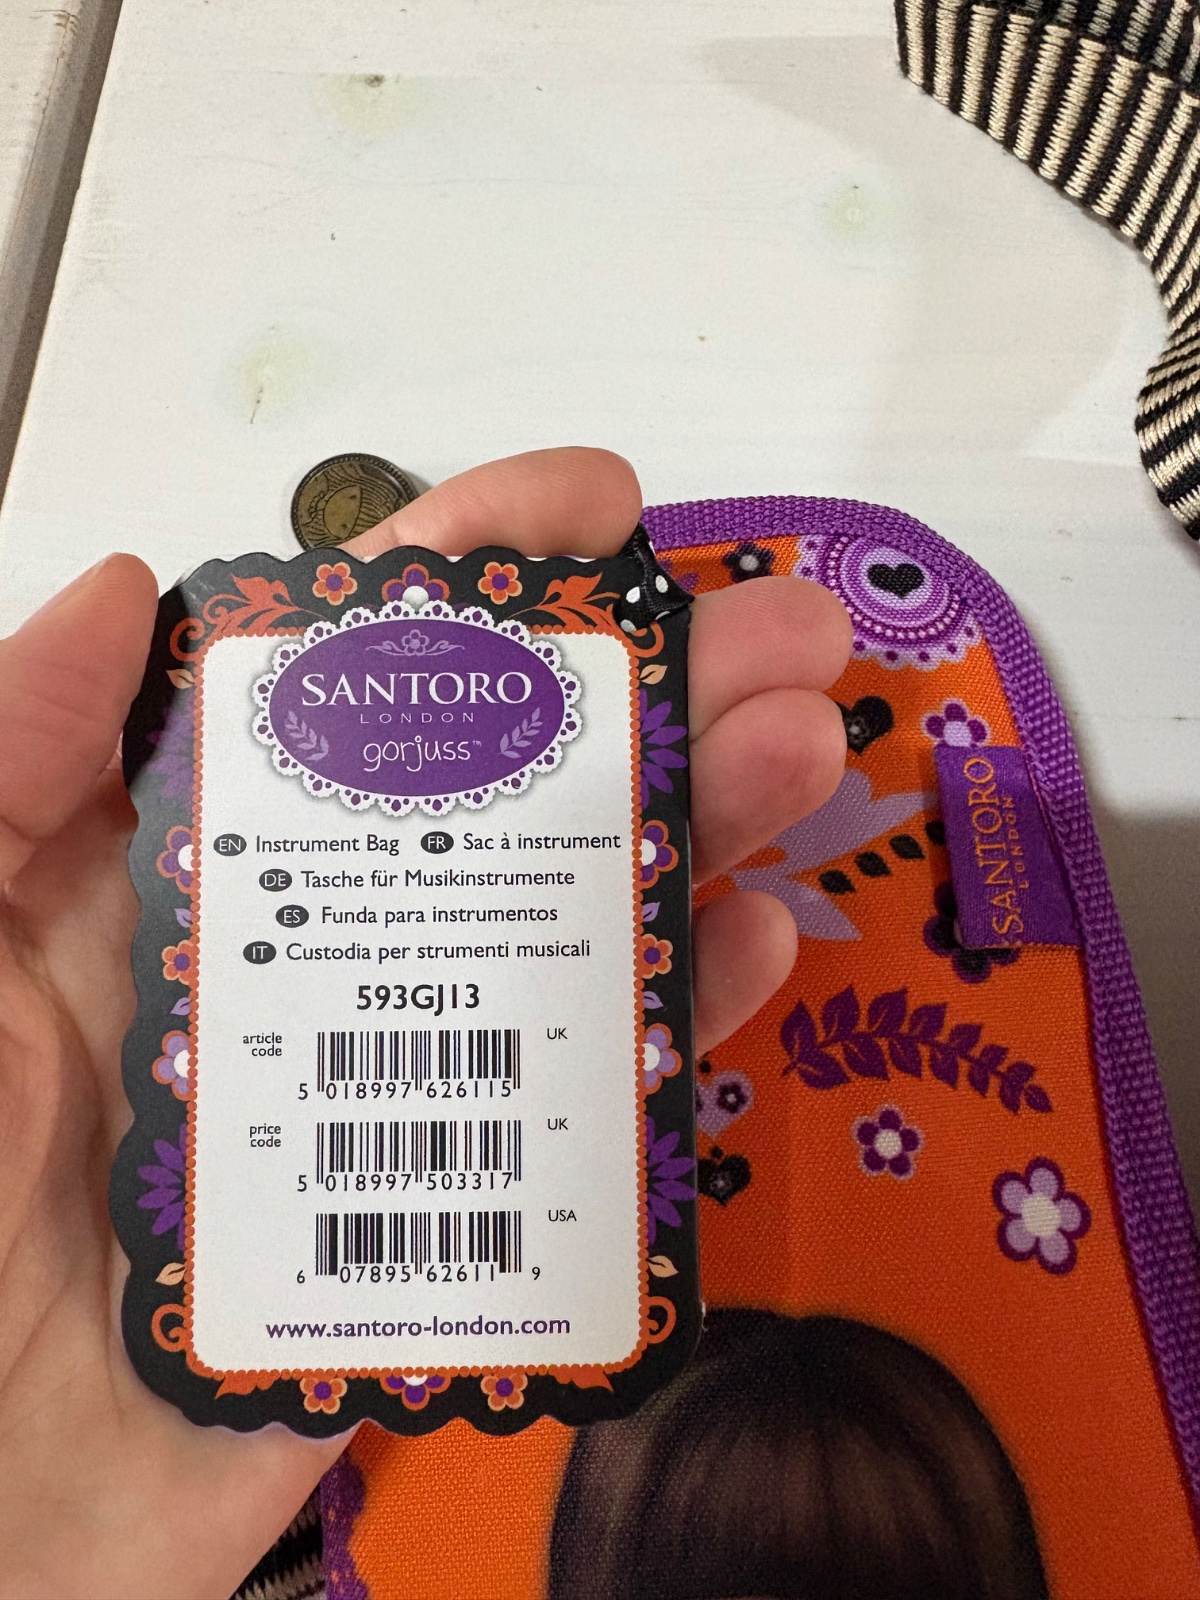 SANTORO
LONDON
gorjuss™
EN Instrument Bag FR Sac à instrument
DE Tasche für Musikinstrumente
ES Funda para instrumentos
IT Custodia per strumenti musicali
593GJ13
article
code
UK
5 018997 626115
price
code
UK
5 018997 503317
USA
6 07895 62611 9
www.santoro-london.com
SANTORO
LONDON